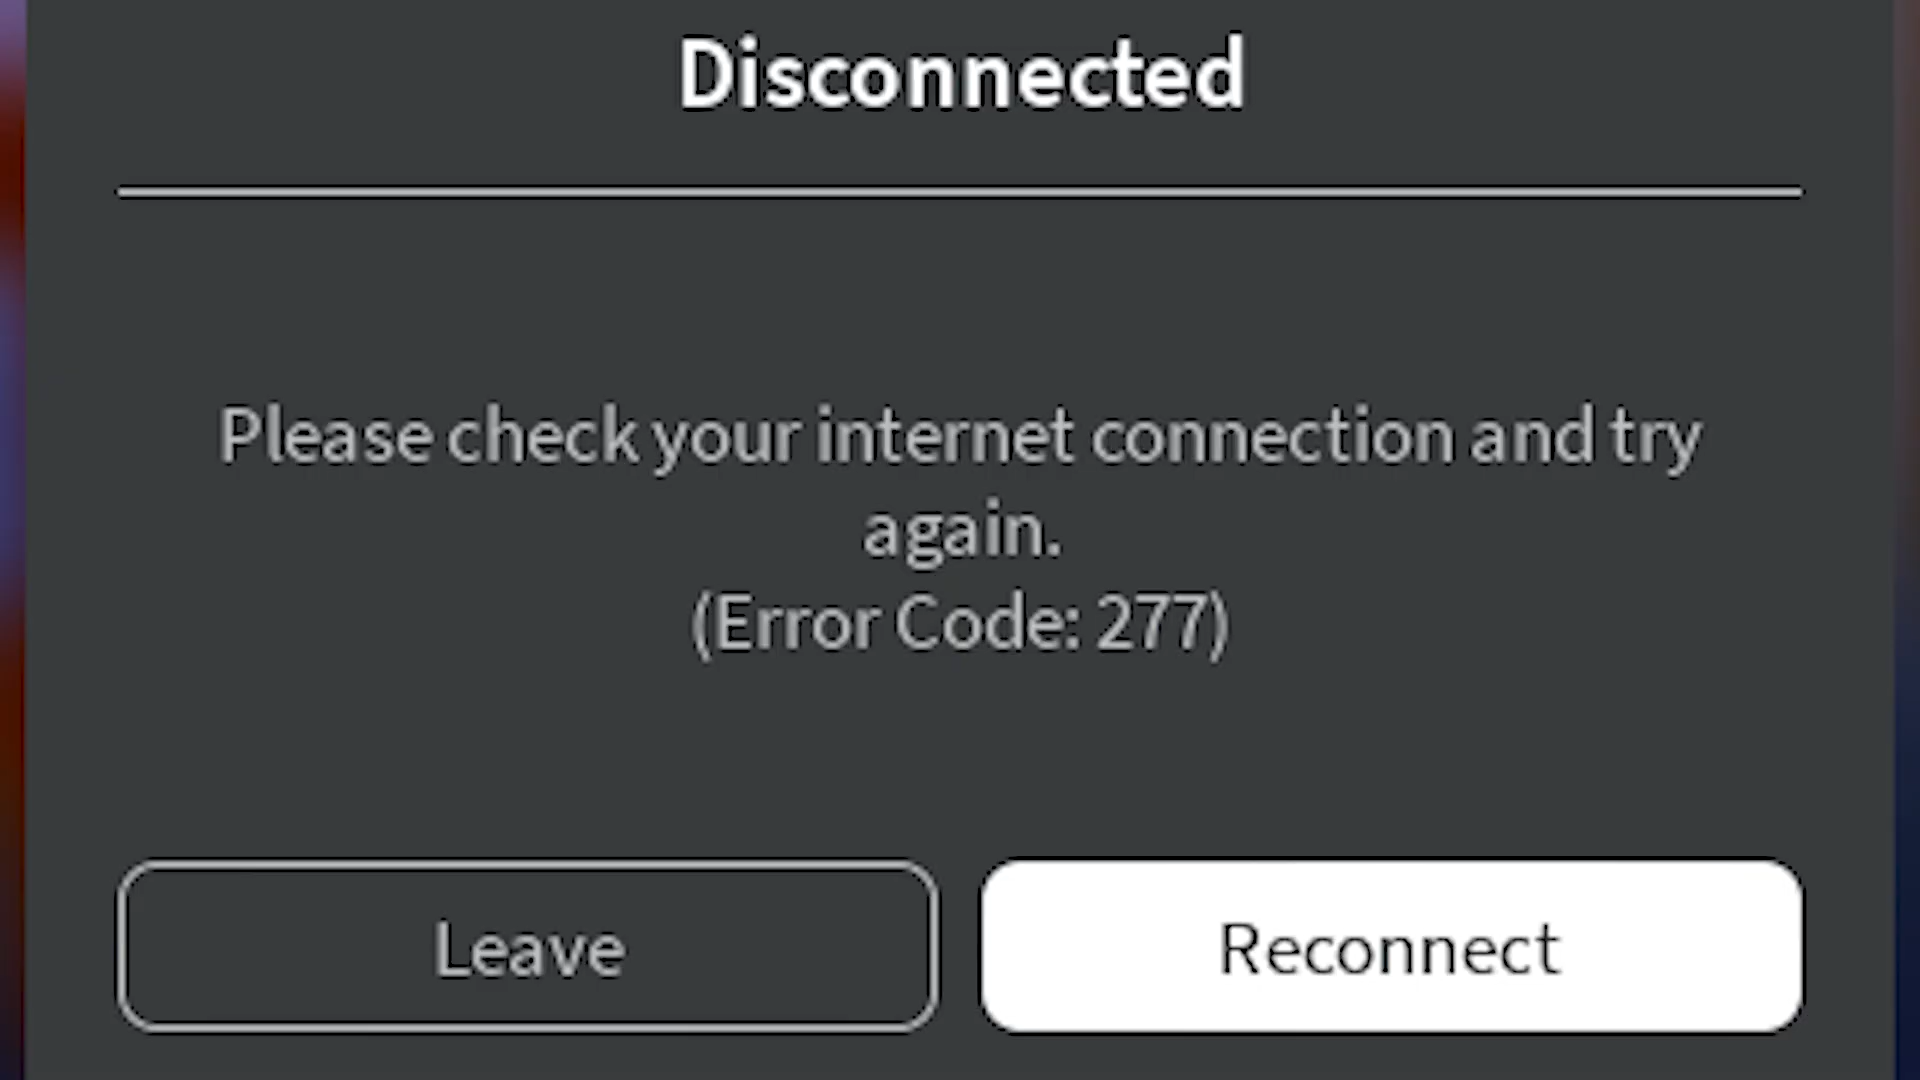 Disconnected
Please check your internet connection and try
again.
(Error Code: 277)
Leave
Reconnect